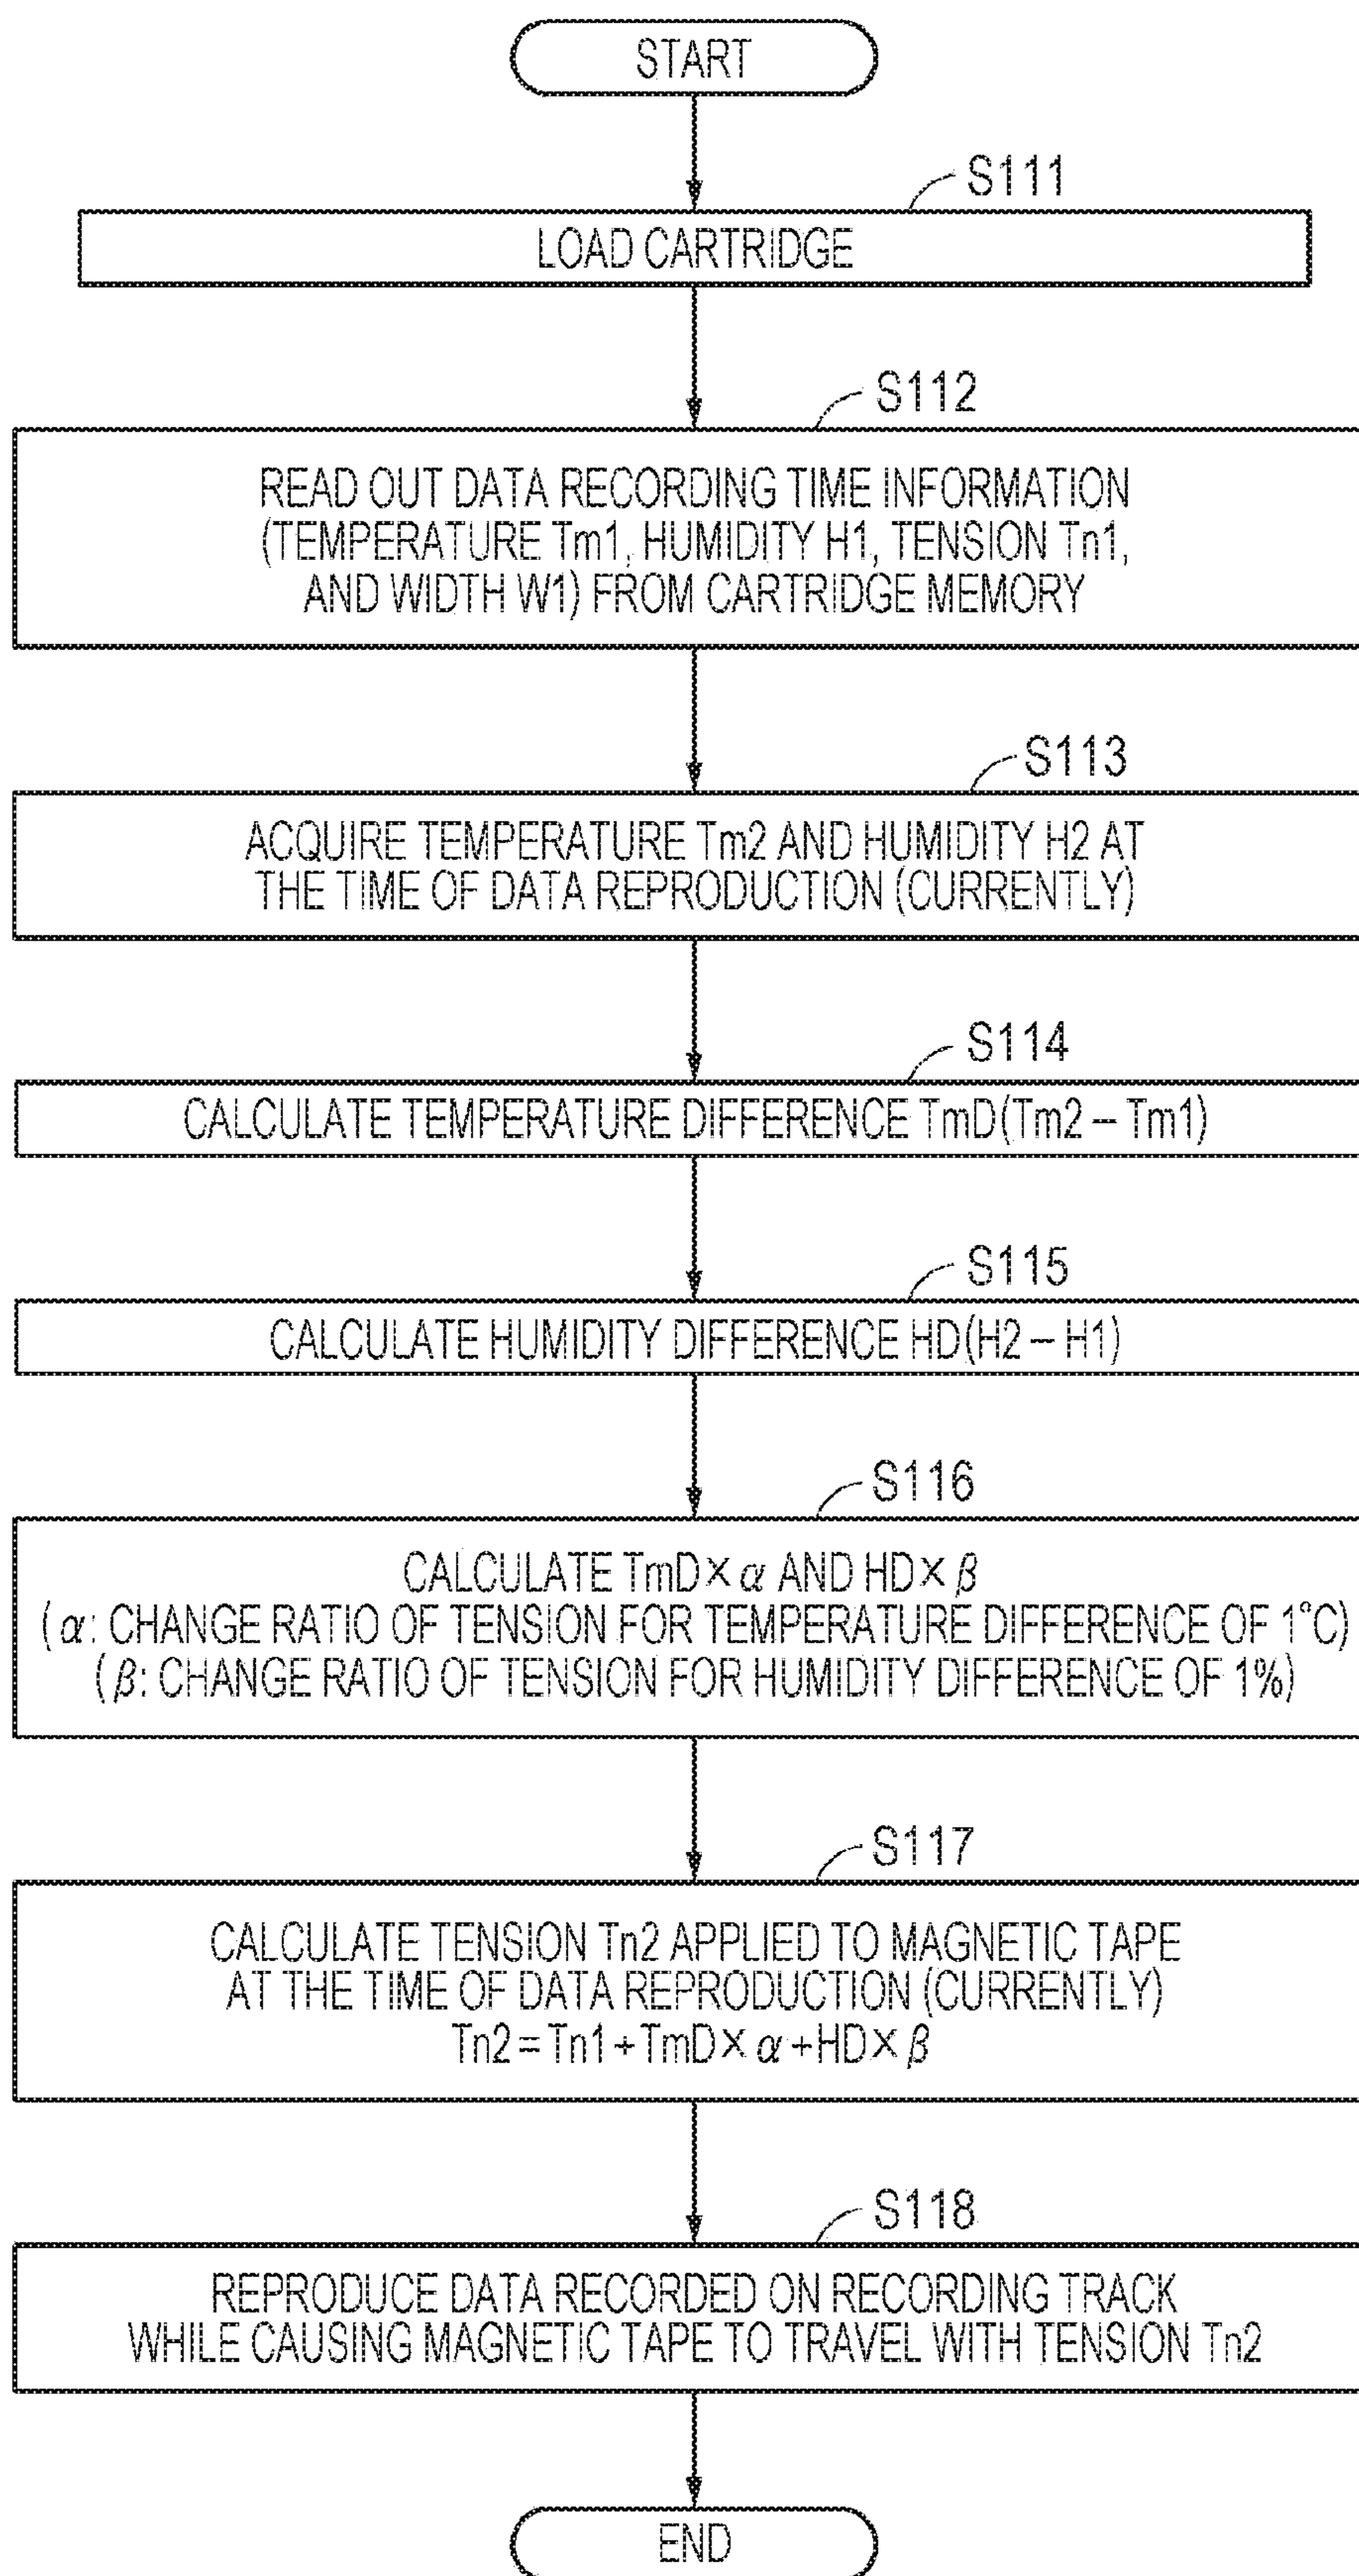 START
S111
LOAD CARTRIDGE
S112
READ OUT DATA RECORDING TIME INFORMATION
(TEMPERATURE Tm1, HUMIDITY H1, TENSION Tn1,
AND WIDTH W1) FROM CARTRIDGE MEMORY
S113
ACQUIRE TEMPERATURE Tm2 AND HUMIDITY H2 AT
THE TIME OF DATA REPRODUCTION (CURRENTLY)
S114
CALCULATE TEMPERATURE DIFFERENCE TmD(Tm2 – Tm1)
S115
CALCULATE HUMIDITY DIFFERENCE HD(H2 – H1)
S116
CALCULATE TmD × α AND HD × β
( α : CHANGE RATIO OF TENSION FOR TEMPERATURE DIFFERENCE OF 1°C)
( β : CHANGE RATIO OF TENSION FOR HUMIDITY DIFFERENCE OF 1%)
S117
CALCULATE TENSION Tn2 APPLIED TO MAGNETIC TAPE
AT THE TIME OF DATA REPRODUCTION (CURRENTLY)
Tn2 = Tn1 + TmD × α + HD × β
S118
REPRODUCE DATA RECORDED ON RECORDING TRACK
WHILE CAUSING MAGNETIC TAPE TO TRAVEL WITH TENSION Tn2
END